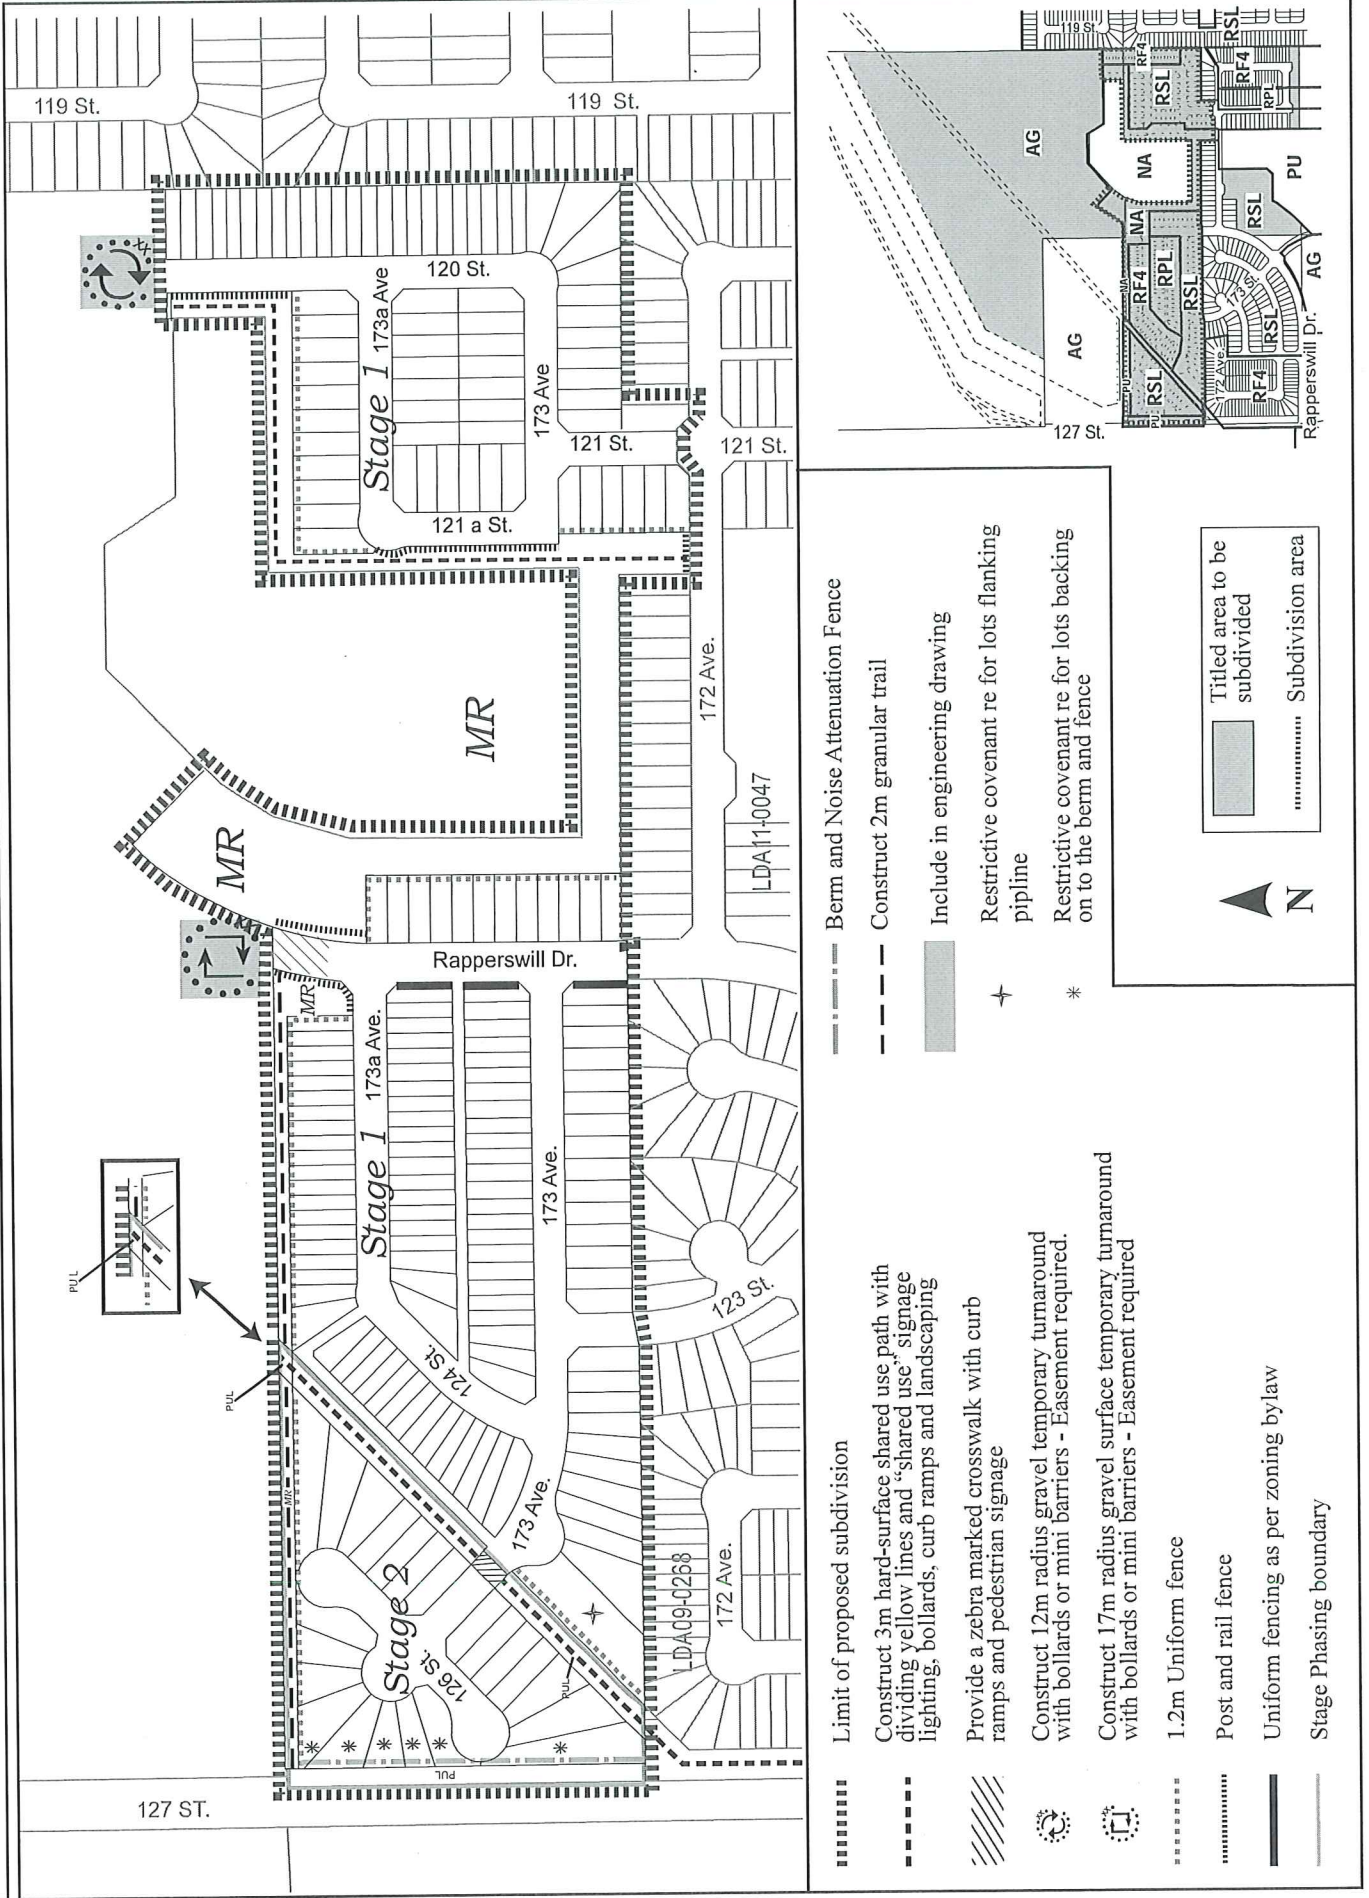 119 St.
119 St.
120 St.
173a Ave
Stage 1
173 Ave
121 St.
121 St.
121 a St.
172 Ave.
MR
MR
LDA11-0047
Rapperswill Dr.
MR
173a Ave.
Stage 1
173 Ave.
123 St.
124 St.
PUL
PUL
MR
173 Ave.
Stage 2
126 St.
PUL
PUL
LDA09-0268
172 Ave.
127 ST.
Limit of proposed subdivision
Construct 3m hard-surface shared use path with
dividing yellow lines and “shared use” signage
lighting, bollards, curb ramps and landscaping
Provide a zebra marked crosswalk with curb
ramps and pedestrian signage
Construct 12m radius gravel temporary turnaround
with bollards or mini barriers - Easement required.
Construct 17m radius gravel surface temporary turnaround
with bollards or mini barriers - Easement required
1.2m Uniform fence
Post and rail fence
Uniform fencing as per zoning bylaw
Stage Phasing boundary
Berm and Noise Attenuation Fence
Construct 2m granular trail
Include in engineering drawing
Restrictive covenant re for lots flanking
pipline
Restrictive covenant re for lots backing
on to the berm and fence
N
Titled area to be
subdivided
Subdivision area
119 St.
RSL
RF4
RSL
RF4
RPL
AG
NA
PU
NA
RSL
AG
AG
NA
RF4
RPL
RSL
173 St.
RSL
PU
RSL
PU
172 Ave.
RF4
127 St.
Rapperswill Dr.